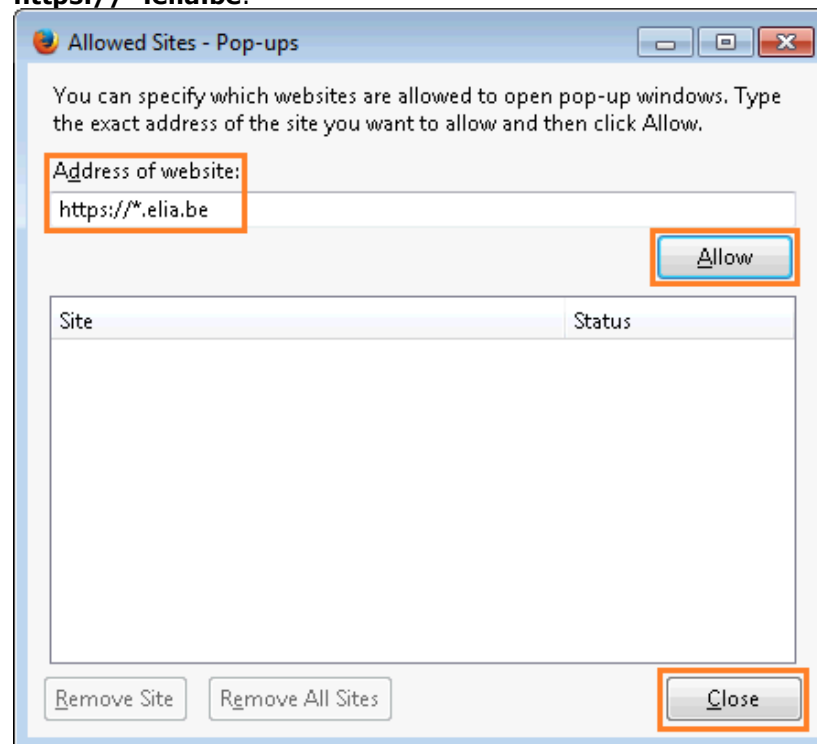 Allowed Sites - Pop-ups
You can specify which websites are allowed to open pop-up windows. Type
the exact address of the site you want to allow and then click Allow.
Address of website:
https://*.elia.be
Allow
Site Status
Remove Site Remove All Sites Close